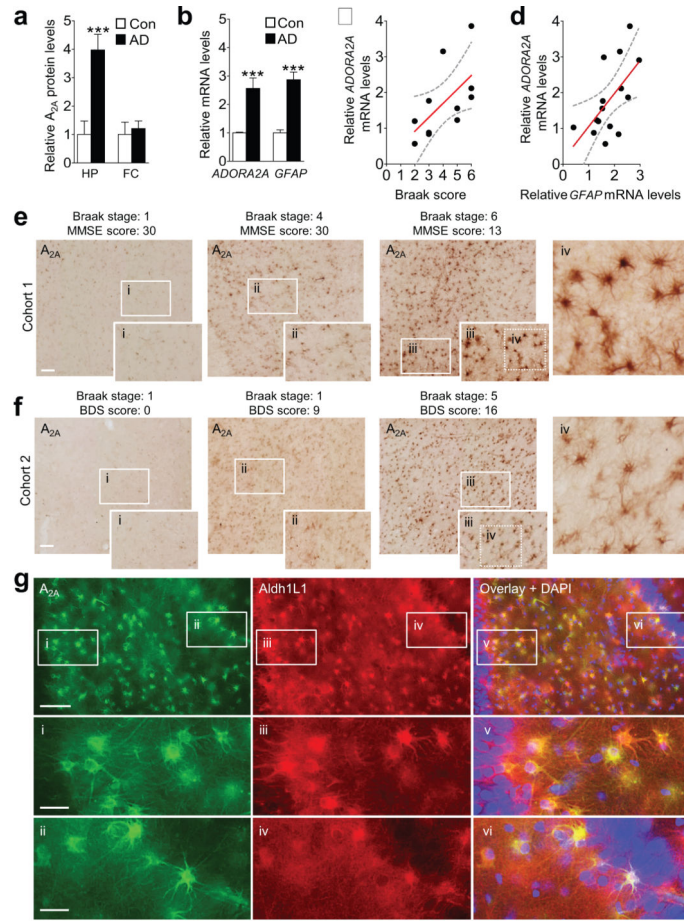 a
Relative A2A protein levels
6
5
4
3
2
1
0
***
Con
AD
HP
FC
b
Relative mRNA levels
4
3
2
1
0
***
***
Con
AD
ADORA2A
GFAP
Relative ADORA2A
mRNA levels
4
3
2
1
0
0 1 2 3 4 5 6
Braak score
d
Relative ADORA2A
mRNA levels
4
3
2
1
0
0 1 2 3
Relative GFAP mRNA levels
e
Cohort 1
Braak stage: 1
MMSE score: 30
A2A
i
i
Braak stage: 4
MMSE score: 30
A2A
ii
ii
Braak stage: 6
MMSE score: 13
A2A
iii
iii
iv
iv
f
Cohort 2
Braak stage: 1
BDS score: 0
A2A
i
i
Braak stage: 1
BDS score: 9
A2A
ii
ii
Braak stage: 5
BDS score: 16
A2A
iii
iii
iv
iv
g
A2A
i
ii
Aldh1L1
iii
iv
Overlay + DAPI
v
vi
i
iii
v
ii
iv
vi